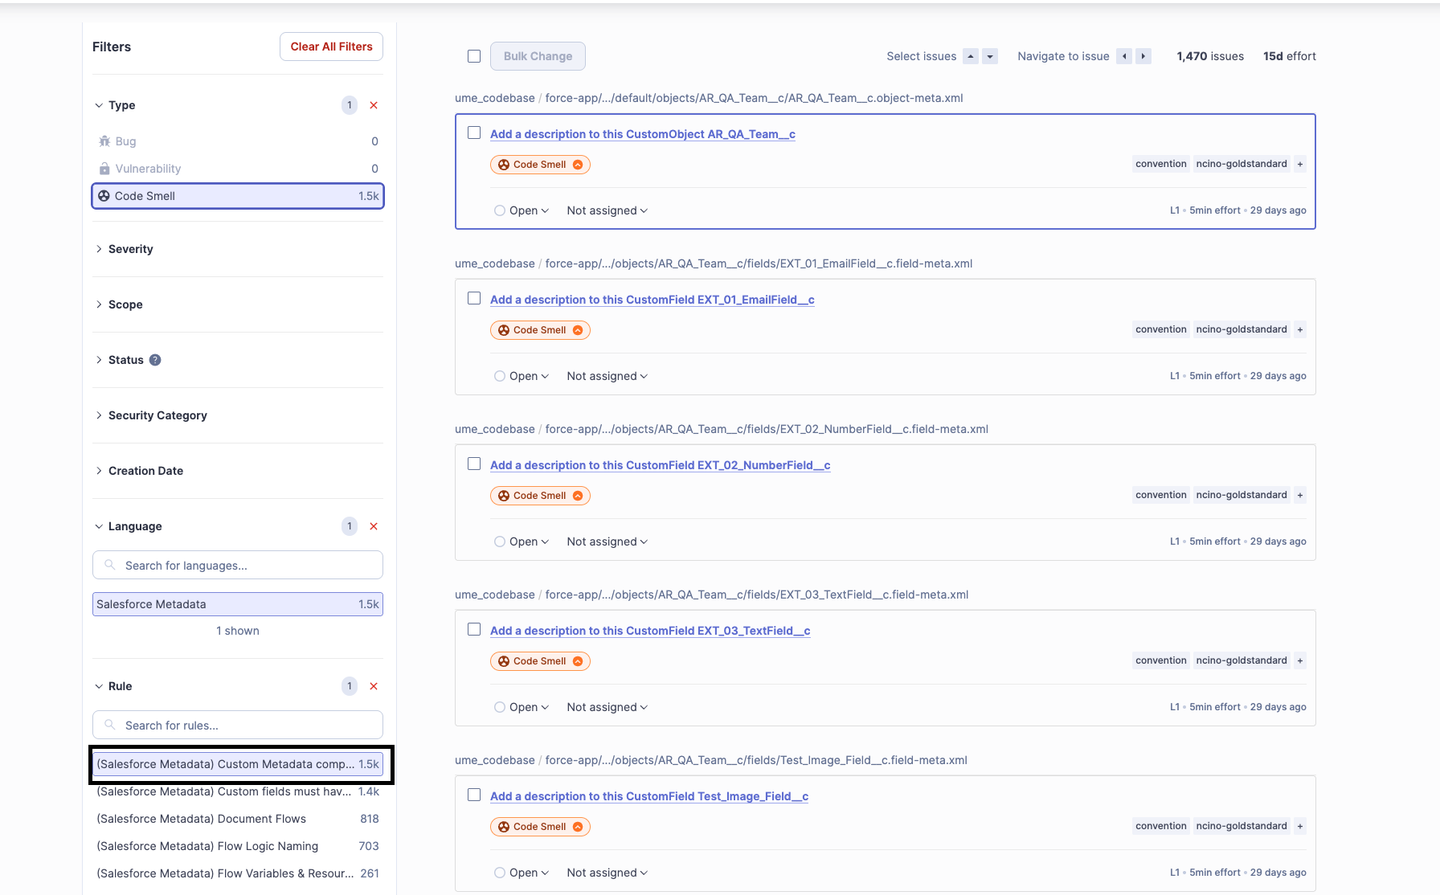 Filters
Clear All Filters
Type 1
Bug 0
Vulnerability 0
Code Smell 1.5k
Severity
Scope
Status ?
Security Category
Creation Date
Language 1
Search for languages...
Salesforce Metadata 1.5k
1 shown
Rule 1
Search for rules...
(Salesforce Metadata) Custom Metadata comp... 1.5k
(Salesforce Metadata) Custom fields must hav... 1.4k
(Salesforce Metadata) Document Flows 818
(Salesforce Metadata) Flow Logic Naming 703
(Salesforce Metadata) Flow Variables & Resour... 261
Bulk Change
Select issues
Navigate to issue
1,470 issues
15d effort
ume_codebase / force-app/.../default/objects/AR_QA_Team__c/AR_QA_Team__c.object-meta.xml
Add a description to this CustomObject AR_QA_Team__c
Code Smell
convention ncino-goldstandard +
Open Not assigned
L1 • 5min effort • 29 days ago
ume_codebase / force-app/.../objects/AR_QA_Team__c/fields/EXT_01_EmailField__c.field-meta.xml
Add a description to this CustomField EXT_01_EmailField__c
Code Smell
convention ncino-goldstandard +
Open Not assigned
L1 • 5min effort • 29 days ago
ume_codebase / force-app/.../objects/AR_QA_Team__c/fields/EXT_02_NumberField__c.field-meta.xml
Add a description to this CustomField EXT_02_NumberField__c
Code Smell
convention ncino-goldstandard +
Open Not assigned
L1 • 5min effort • 29 days ago
ume_codebase / force-app/.../objects/AR_QA_Team__c/fields/EXT_03_TextField__c.field-meta.xml
Add a description to this CustomField EXT_03_TextField__c
Code Smell
convention ncino-goldstandard +
Open Not assigned
L1 • 5min effort • 29 days ago
ume_codebase / force-app/.../objects/AR_QA_Team__c/fields/Test_Image_Field__c.field-meta.xml
Add a description to this CustomField Test_Image_Field__c
Code Smell
convention ncino-goldstandard +
Open Not assigned
L1 • 5min effort • 29 days ago